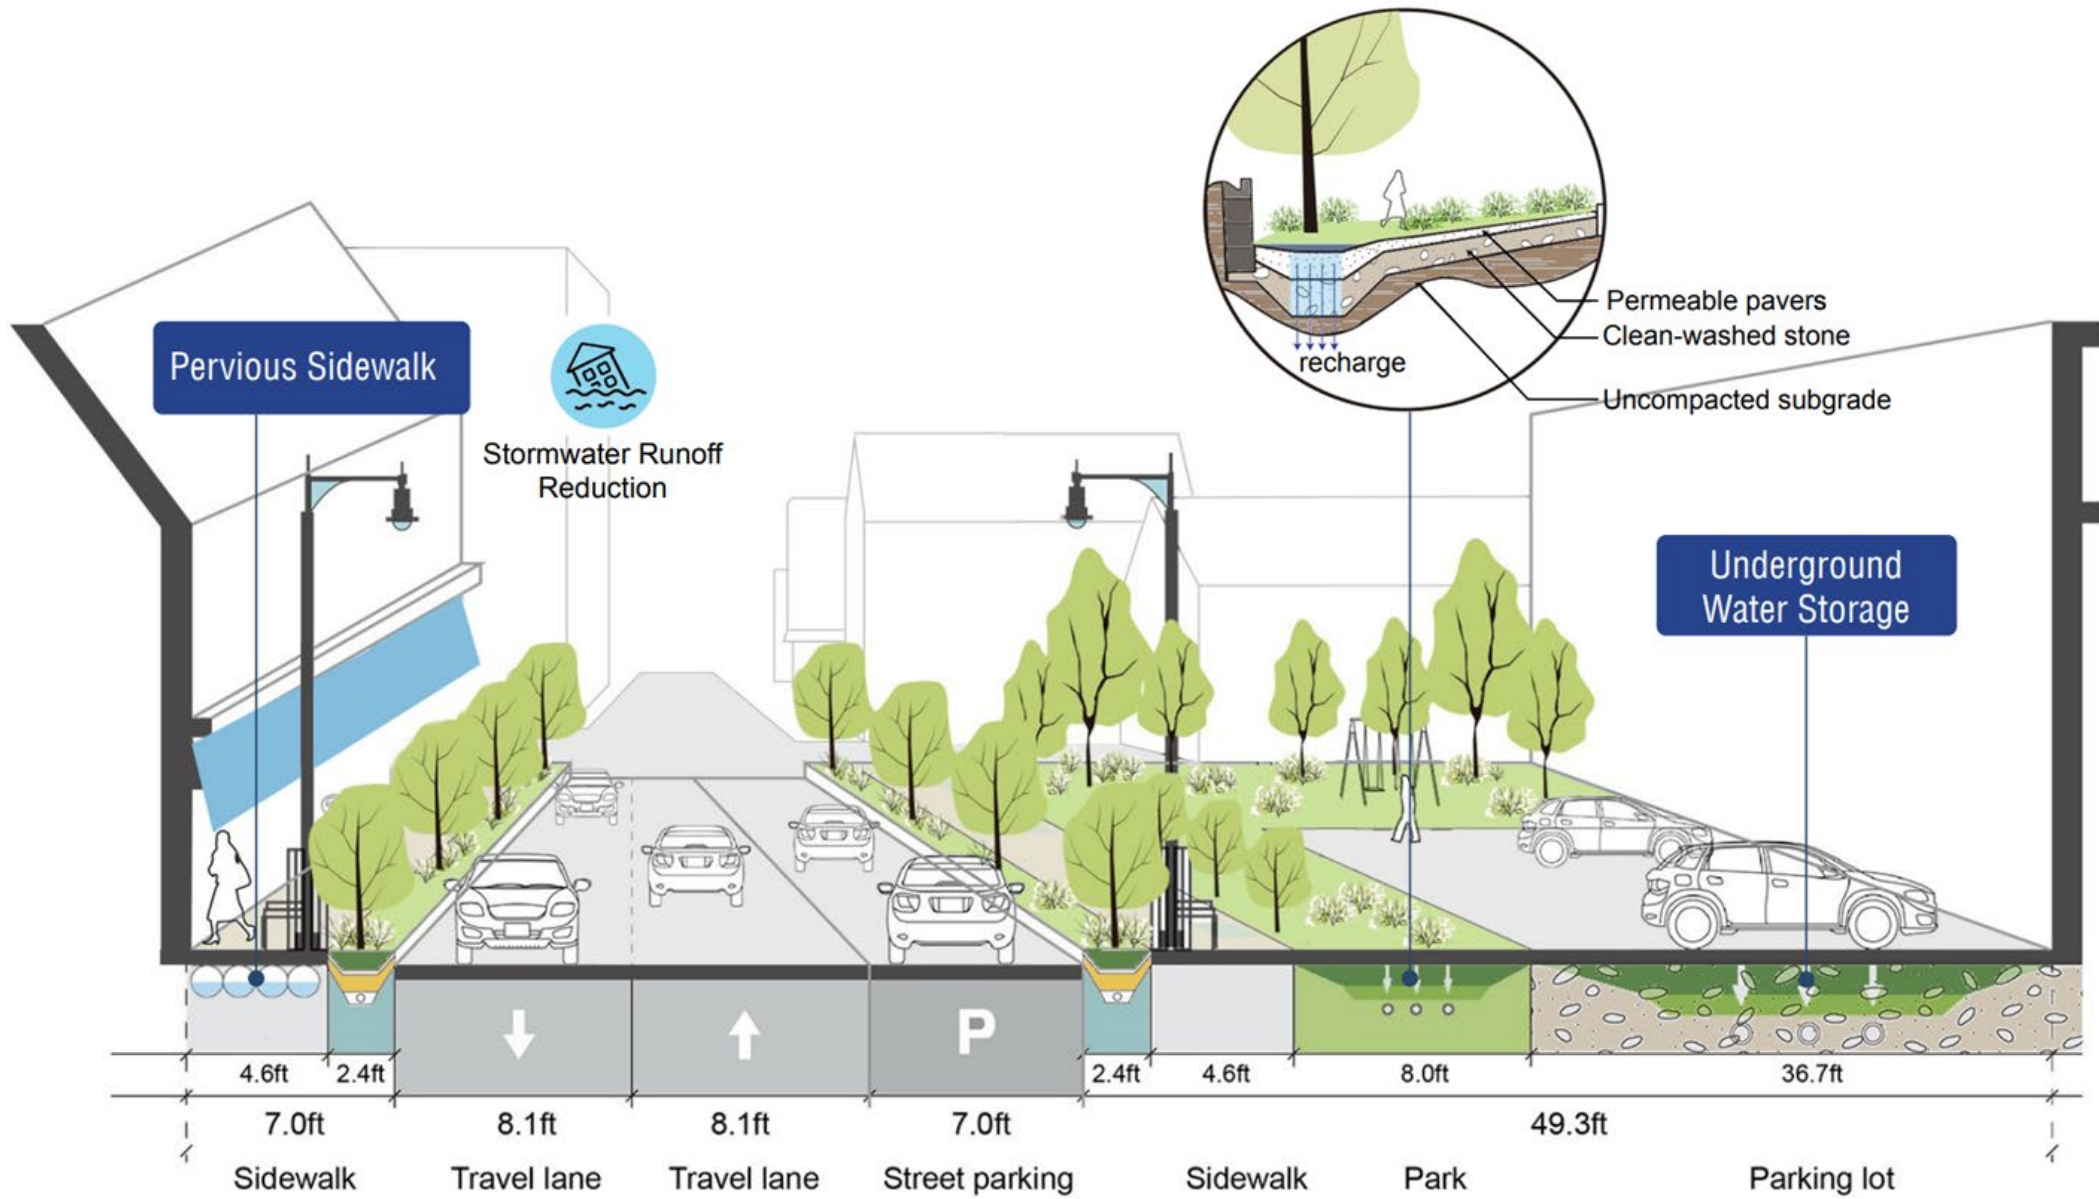 Pervious Sidewalk
Stormwater Runoff
Reduction
Permeable pavers
Clean-washed stone
recharge
Uncompacted subgrade
Underground
Water Storage
P
4.6ft
2.4ft
2.4ft
4.6ft
8.0ft
36.7ft
7.0ft
8.1ft
8.1ft
7.0ft
49.3ft
Sidewalk
Travel lane
Travel lane
Street parking
Sidewalk
Park
Parking lot